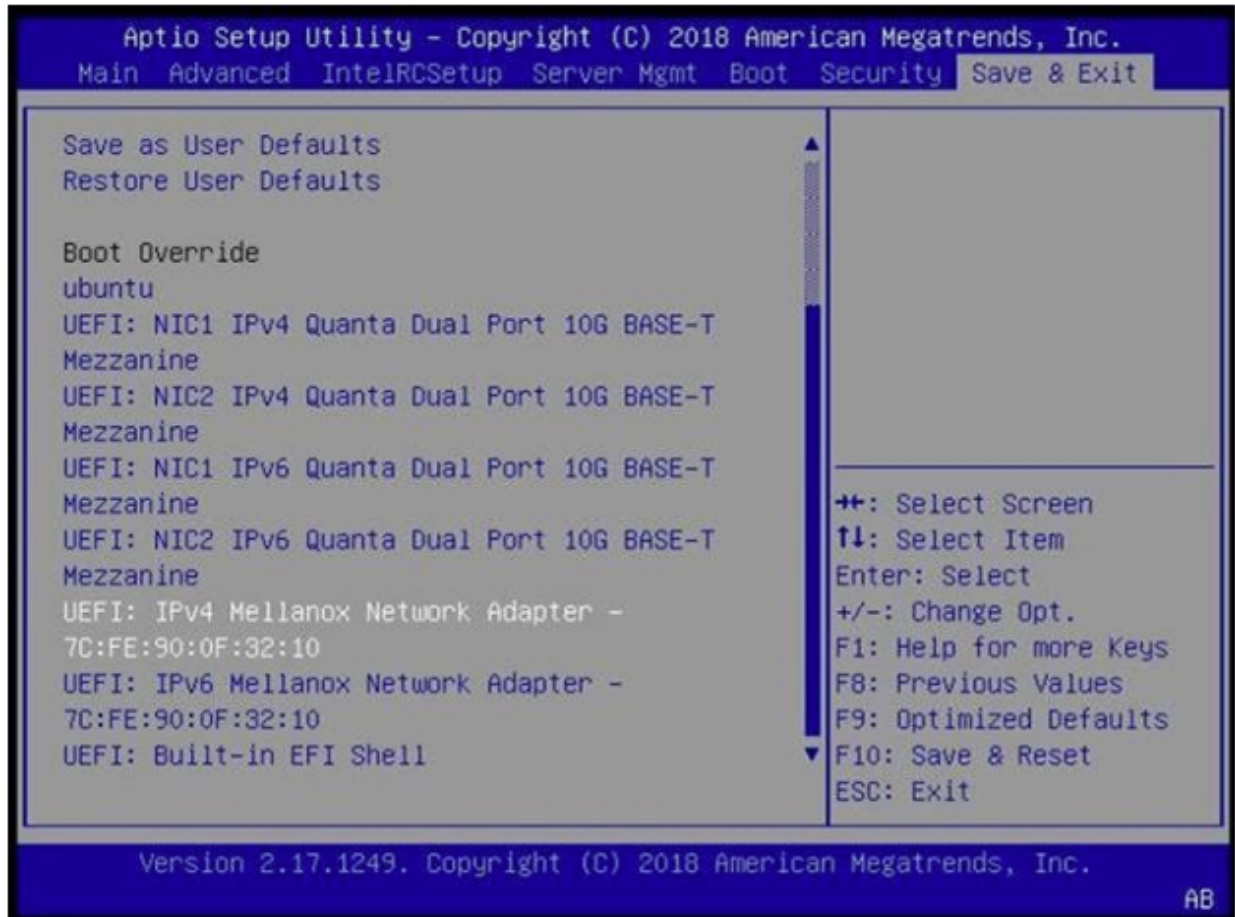 Aptio Setup Utility – Copyright (C) 2018 American Megatrends, Inc.
Main Advanced IntelRCSetup Server Mgmt Boot Security Save & Exit
Save as User Defaults
Restore User Defaults
Boot Override
ubuntu
UEFI: NIC1 IPv4 Quanta Dual Port 10G BASE-T
Mezzanine
UEFI: NIC2 IPv4 Quanta Dual Port 10G BASE-T
Mezzanine
UEFI: NIC1 IPv6 Quanta Dual Port 10G BASE-T
Mezzanine
UEFI: NIC2 IPv6 Quanta Dual Port 10G BASE-T
Mezzanine
UEFI: IPv4 Mellanox Network Adapter –
7C:FE:90:0F:32:10
UEFI: IPv6 Mellanox Network Adapter –
7C:FE:90:0F:32:10
UEFI: Built-in EFI Shell
→←: Select Screen
↑↓: Select Item
Enter: Select
+/-: Change Opt.
F1: Help for more Keys
F8: Previous Values
F9: Optimized Defaults
F10: Save & Reset
ESC: Exit
Version 2.17.1249. Copyright (C) 2018 American Megatrends, Inc.
AB